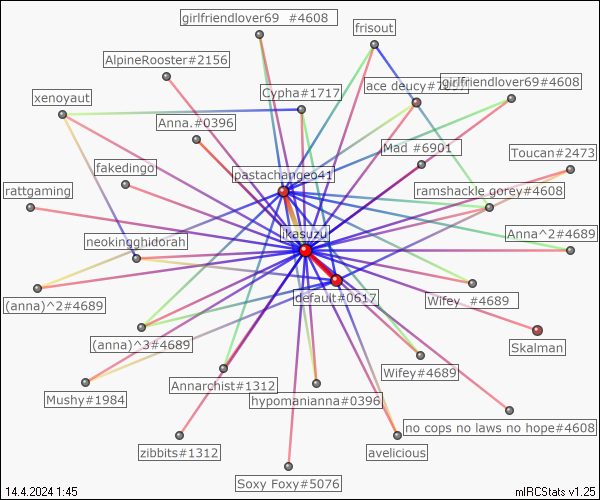 girlfriendlover69 #4608
frisout
AlpineRooster#2156
ace deucy#
girlfriendlover69#4608
xenoyaut
Cypha#1717
Anna.#0396
Mad #6901
Toucan#2473
fakedingo
pastachangeo41
rattgaming
ramshackle gorey#4608
neokingghidorah
ikasuzu
Anna^2#4689
(anna)^2#4689
default#0617
Wifey #4689
(anna)^3#4689
Skalman
Wifey#4689
Annarchist#1312
Mushy#1984
hypomanianna#0396
no cops no laws no hope#4608
zibbits#1312
avelicious
Soxy Foxy#5076
14.4.2024 1:45
mIRCStats v1.25